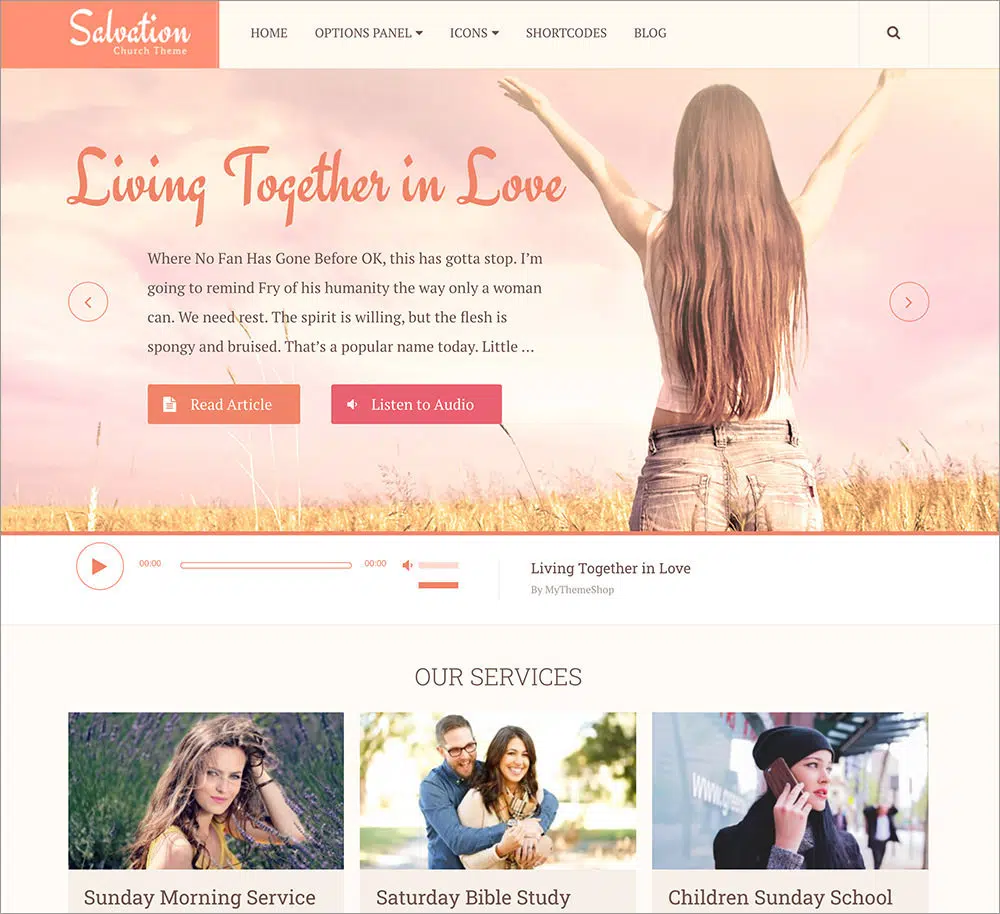 Salvation
Church Theme
HOME
OPTIONS PANEL
ICONS
SHORTCODES
BLOG
Living Together in Love
Where No Fan Has Gone Before OK, this has gotta stop. I’m
going to remind Fry of his humanity the way only a woman
can. We need rest. The spirit is willing, but the flesh is
spongy and bruised. That’s a popular name today. Little …
Read Article
Listen to Audio
00:00
00:00
Living Together in Love
By MyThemeShop
OUR SERVICES
www.g
Sunday Morning Service
Saturday Bible Study
Children Sunday School